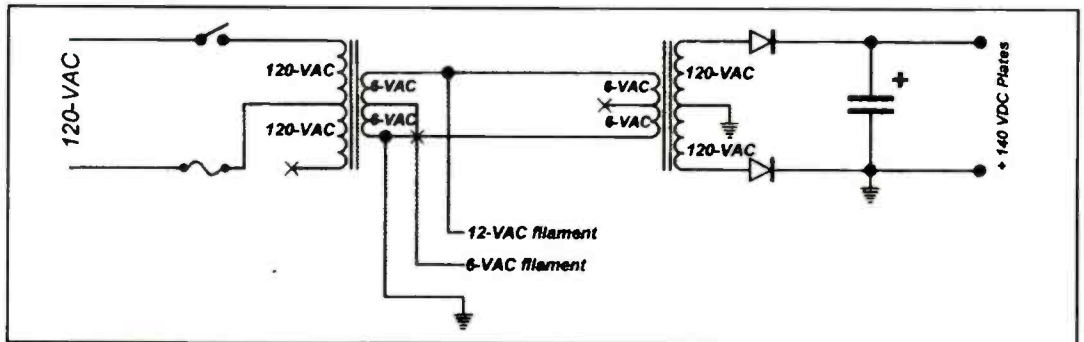 120-VAC
120-VAC
120-VAC
6-VAC
6-VAC
6-VAC
6-VAC
120-VAC
120-VAC
+
+ 140 VDC Plates
12-VAC filament
6-VAC filament